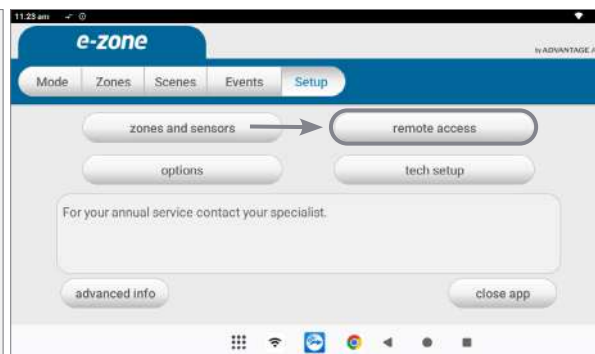 11.23 am
e-zone
by ADVANTAGE
Mode Zones Scenes Events Setup
zones and sensors remote access
options tech setup
For your annual service contact your specialist.
advanced info close app